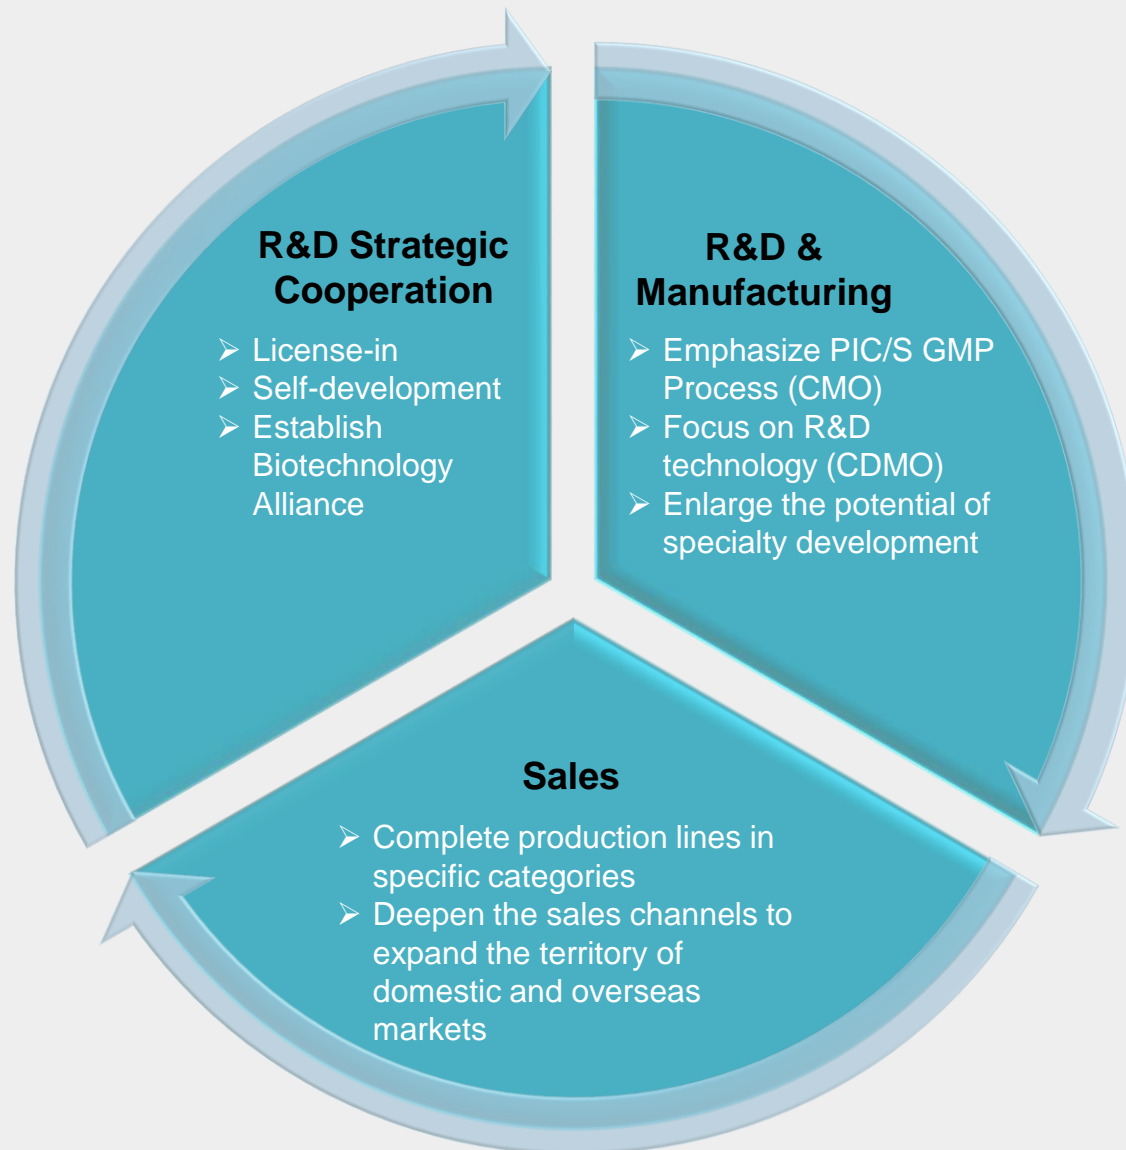 R&D Strategic
Cooperation
➢ License-in
➢ Self-development
➢ Establish
Biotechnology
Alliance
R&D &
Manufacturing
➢ Emphasize PIC/S GMP
Process (CMO)
➢ Focus on R&D
technology (CDMO)
➢ Enlarge the potential of
specialty development
Sales
➢ Complete production lines in
specific categories
➢ Deepen the sales channels to
expand the territory of
domestic and overseas
markets